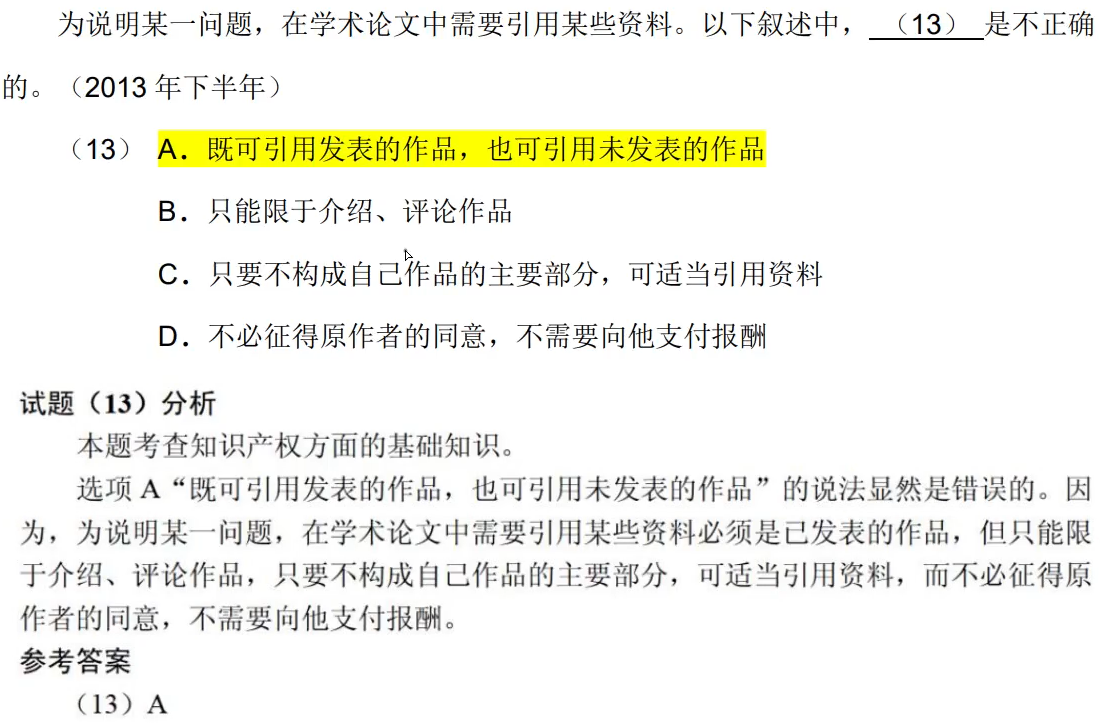 为说明某一问题，在学术论文中需要引用某些资料。以下叙述中，（13）是不正确
的。（2013 年下半年）
（13） A．既可引用发表的作品，也可引用未发表的作品
B．只能限于介绍、评论作品
C．只要不构成自己作品的主要部分，可适当引用资料
D．不必征得原作者的同意，不需要向他支付报酬
试题（13）分析
本题考查知识产权方面的基础知识。
选项 A“既可引用发表的作品，也可引用未发表的作品”的说法显然是错误的。因
为，为说明某一问题，在学术论文中需要引用某些资料必须是已发表的作品，但只能限
于介绍、评论作品，只要不构成自己作品的主要部分，可适当引用资料，而不必征得原
作者的同意，不需要向他支付报酬。
参考答案
（13）A